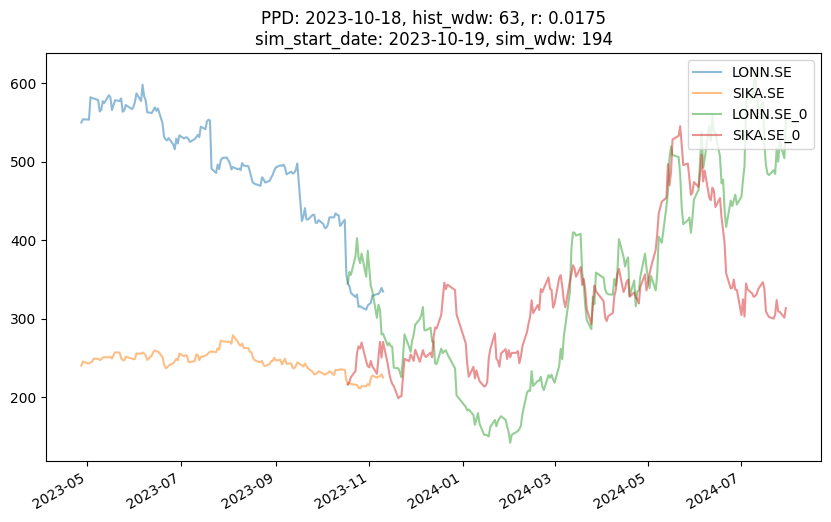 PPD: 2023-10-18, hist_wdw: 63, r: 0.0175
sim_start_date: 2023-10-19, sim_wdw: 194
LONN.SE
SIKA.SE
LONN.SE_0
SIKA.SE_0
600
500
400
300
200
2023-05
2023-07
2023-09
2023-11
2024-01
2024-03
2024-05
2024-07